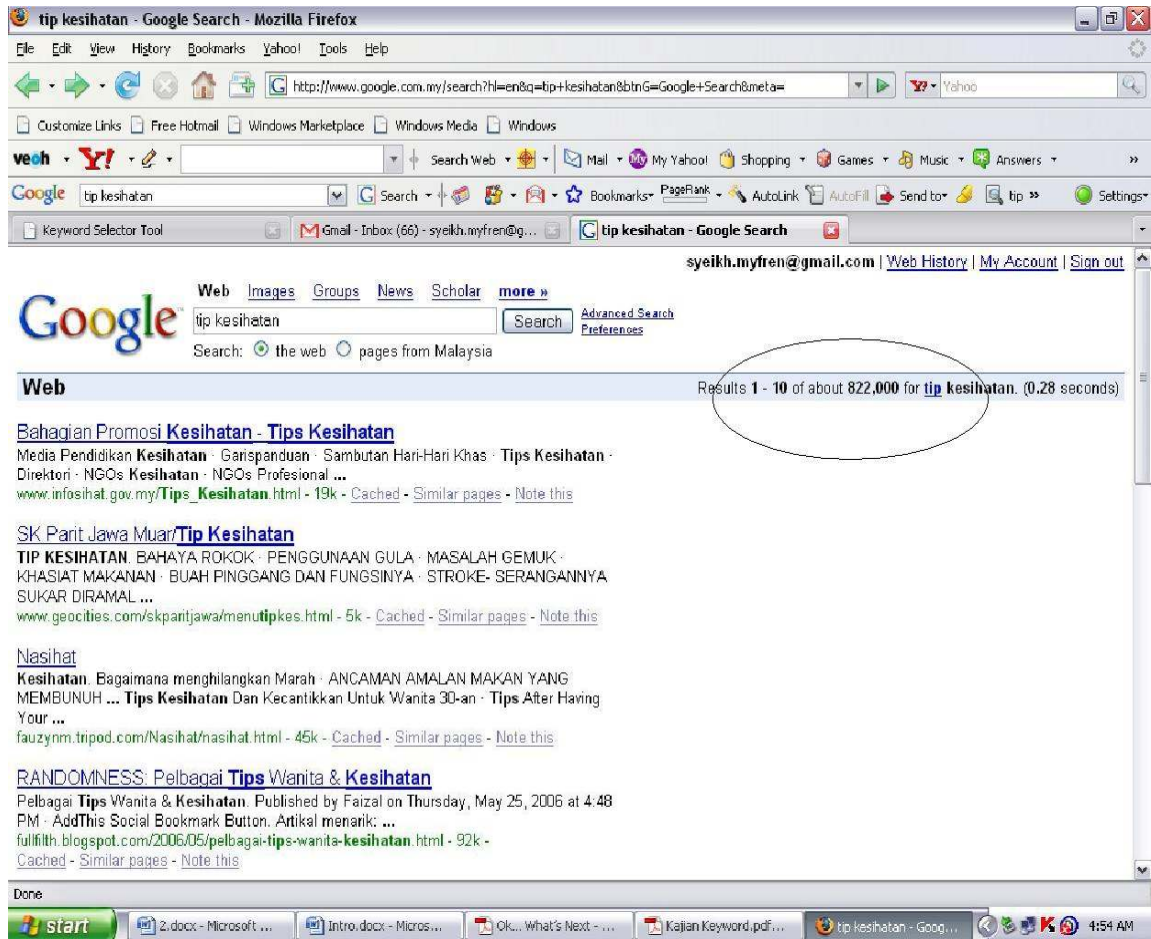 tip kesihatan - Google Search - Mozilla Firefox
File Edit View History Bookmarks Yahoo! Tools Help
http://www.google.com.my/search?hl=en&q=tip+kesihatan&btnG=Google+Search&meta= Yahoo
Customize Links Free Hotmail Windows Marketplace Windows Media Windows
veoh Y! Search Web Mail My Yahoo! Shopping Games Music Answers »
Google tip kesihatan Search Bookmarks PageRank AutoLink AutoFill Send to tip » Settings
Keyword Selector Tool Gmail - Inbox (66) - syeikh.myfren@g... tip kesihatan - Google Search
syeikh.myfren@gmail.com | Web History | My Account | Sign out
Web Images Groups News Scholar more »
Google tip kesihatan Search Advanced Search
Preferences
Search: the web pages from Malaysia
Web Results 1 - 10 of about 822,000 for tip kesihatan. (0.28 seconds)
Bahagian Promosi Kesihatan - Tips Kesihatan
Media Pendidikan Kesihatan · Garispanduan · Sambutan Hari-Hari Khas · Tips Kesihatan ·
Direktori · NGOs Kesihatan · NGOs Profesional ...
www.infosihat.gov.my/Tips_Kesihatan.html - 19k - Cached - Similar pages - Note this
SK Parit Jawa Muar/Tip Kesihatan
TIP KESIHATAN. BAHAYA ROKOK · PENGGUNAAN GULA · MASALAH GEMUK ·
KHASIAT MAKANAN · BUAH PINGGANG DAN FUNGSINYA · STROKE- SERANGANNYA
SUKAR DIRAMAL ...
www.geocities.com/skparitjawa/menutipkes.html - 5k - Cached - Similar pages - Note this
Nasihat
Kesihatan. Bagaimana menghilangkan Marah · ANCAMAN AMALAN MAKAN YANG
MEMBUNUH ... Tips Kesihatan Dan Kecantikkan Untuk Wanita 30-an · Tips After Having
Your ...
fauzynm.tripod.com/Nasihat/nasihat.html - 45k - Cached - Similar pages - Note this
RANDOMNESS: Pelbagai Tips Wanita & Kesihatan
Pelbagai Tips Wanita & Kesihatan. Published by Faizal on Thursday, May 25, 2006 at 4:48
PM · AddThis Social Bookmark Button. Artikal menarik: ...
fullfilth.blogspot.com/2006/05/pelbagai-tips-wanita-kesihatan.html - 92k -
Cached - Similar pages - Note this
Done
start 2.docx - Microsoft ... Intro.docx - Micros... Ok... What's Next - ... Kajian Keyword.pdf... tip kesihatan - Goog... 4:54 AM